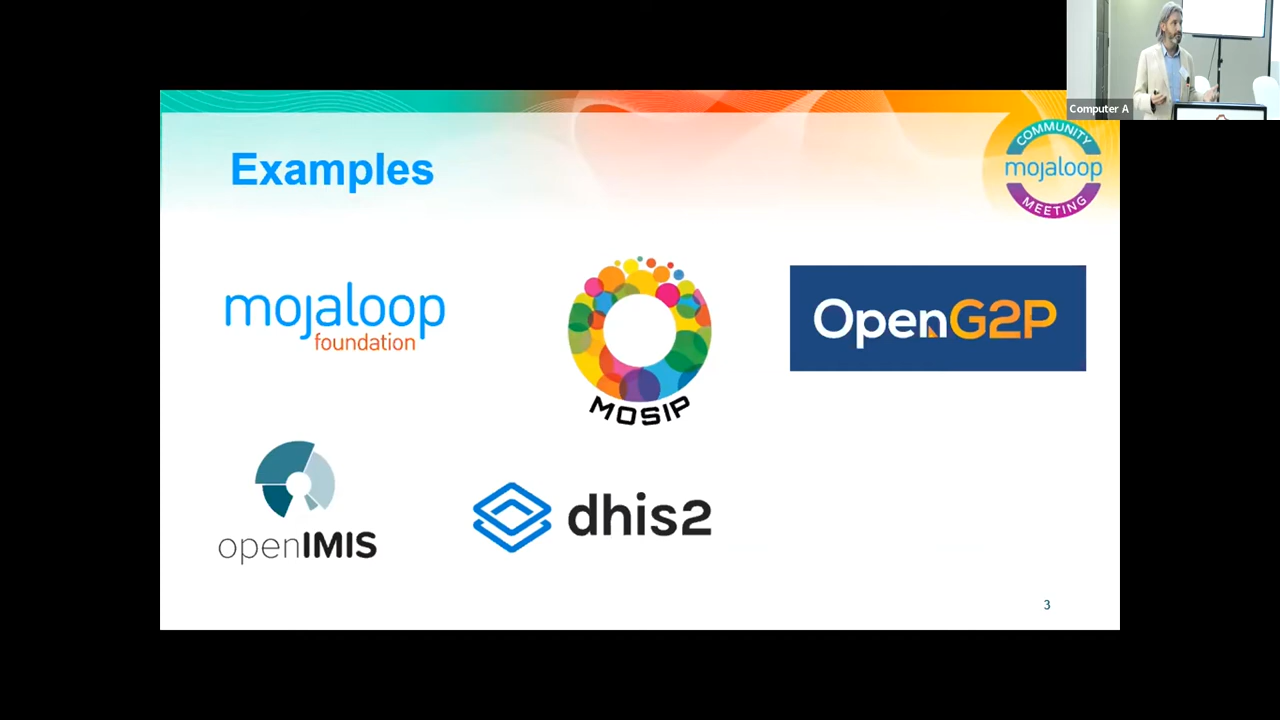 Computer A
COMMUNITY
mojaloop
MEETING
Examples
mojaloop
foundation
MOSIP
OpenG2P
openIMIS
dhis2
3